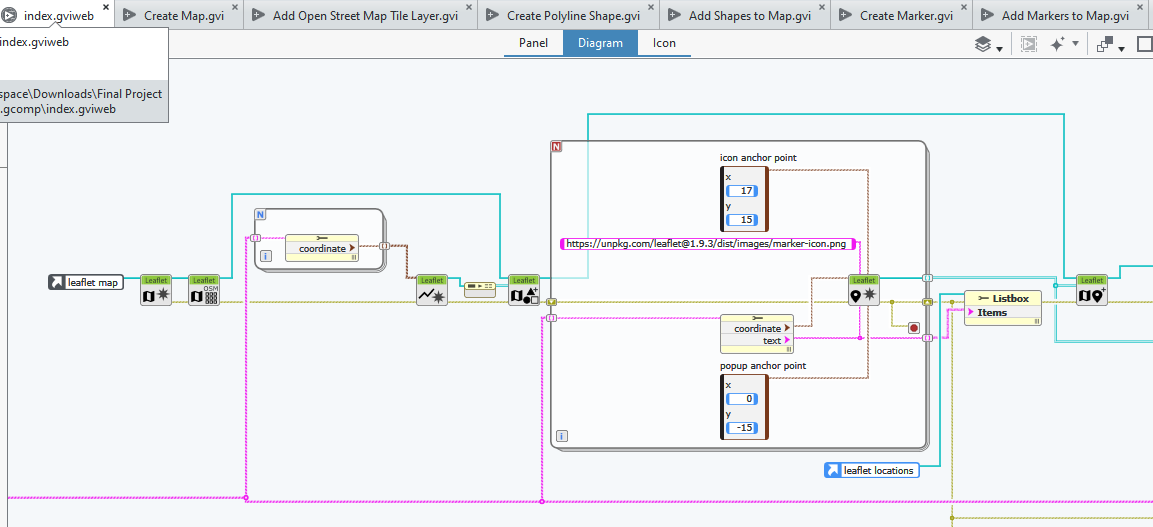 index.gviweb
Create Map.gvi
Add Open Street Map Tile Layer.gvi
Create Polyline Shape.gvi
Add Shapes to Map.gvi
Create Marker.gvi
Add Markers to Map.gvi
index.gviweb
space\Downloads\Final Project
.gcomp\index.gviweb
Panel
Diagram
Icon
N
icon anchor point
x
17
y
15
N
coordinate
i
https://unpkg.com/leaflet@1.9.3/dist/images/marker-icon.png
leaflet map
Leaflet
Leaflet
OSM
Leaflet
Leaflet
Leaflet
Leaflet
Listbox
Items
coordinate
text
popup anchor point
x
0
y
-15
i
leaflet locations